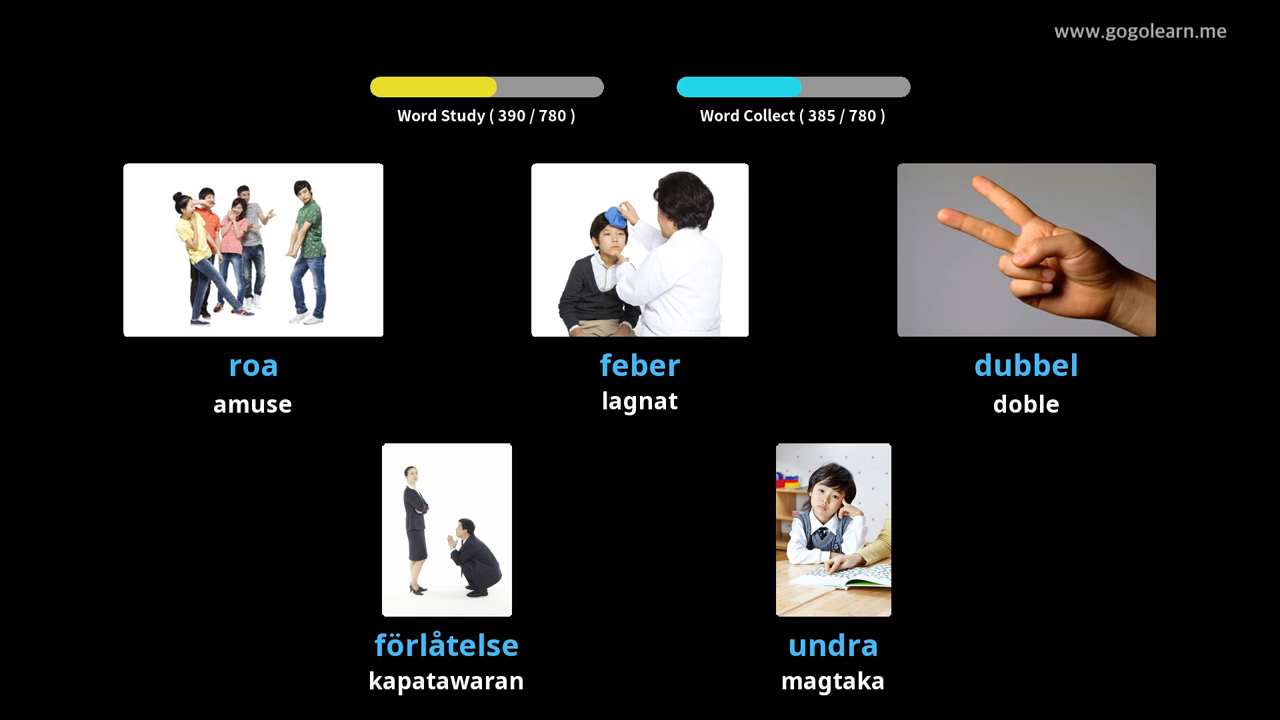 www.gogolearn.me
Word Study ( 390 / 780 )
Word Collect ( 385 / 780 )
roa
amuse
feber
lagnat
dubbel
doble
förlåtelse
kapatawaran
undra
magtaka